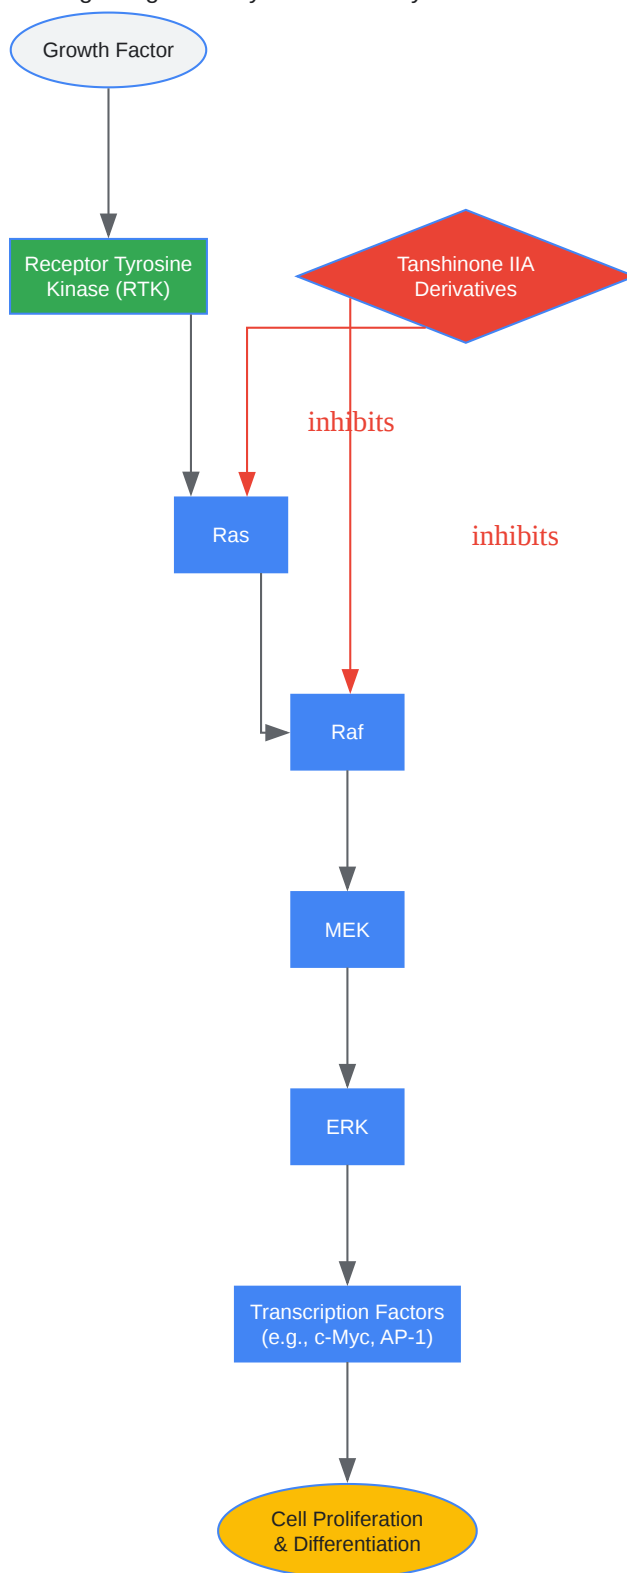 Growth Factor
Receptor Tyrosine
Kinase (RTK)
Tanshinone IIA
Derivatives
inhibits
Ras
inhibits
Raf
MEK
ERK
Transcription Factors
(e.g., c-Myc, AP-1)
Cell Proliferation
& Differentiation